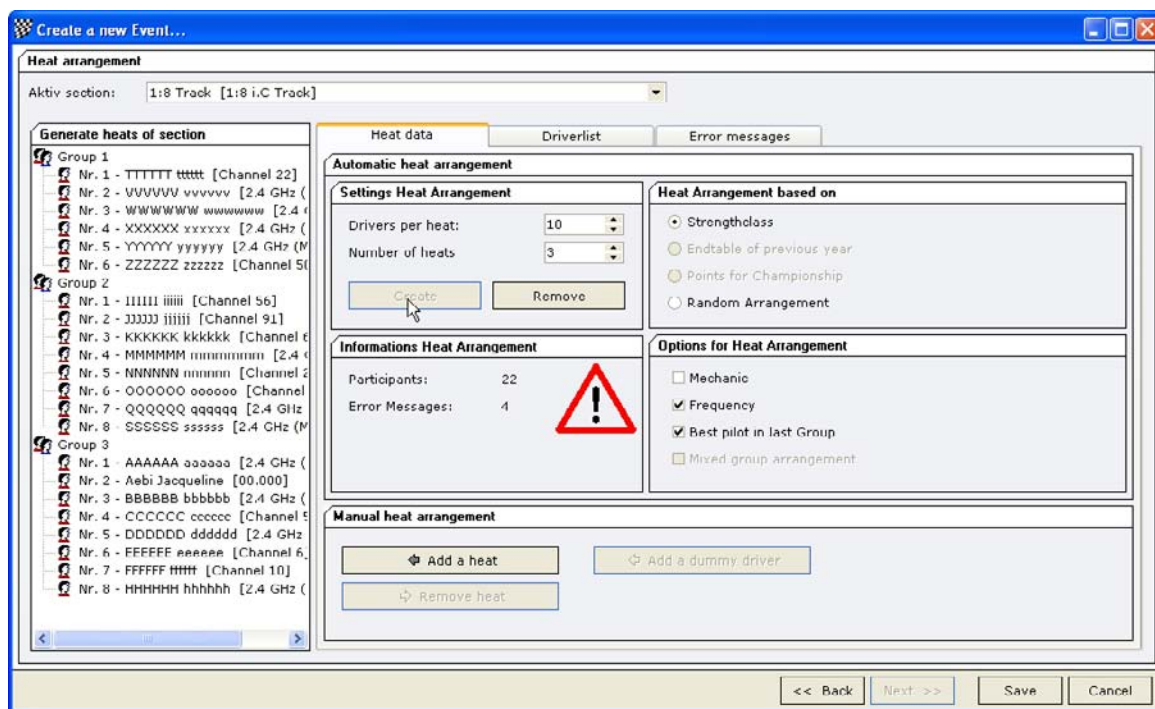 Create a new Event...
Heat arrangement
Aktiv section: 1:8 Track [1:8 i.C Track]
Generate heats of section
Group 1
Nr. 1 - TTTTTT tttttt [Channel 22]
Nr. 2 - VVVVVV vvvvvv [2.4 GHz (
Nr. 3 - WWWWWW wwwwww [2.4
Nr. 4 - XXXXXX xxxxxx [2.4 GHz (
Nr. 5 - YYYYYY yyyyyy [2.4 GHz (M
Nr. 6 - ZZZZZZ zzzzzz [Channel 50
Group 2
Nr. 1 - IIIIII iiiiii [Channel 56]
Nr. 2 - JJJJJJ jjjjjj [Channel 91]
Nr. 3 - KKKKKK kkkkkk [Channel 6
Nr. 4 - MMMMMM mmmmmm [2.4
Nr. 5 - NNNNNN nnnnnn [Channel 2
Nr. 6 - OOOOOO oooooo [Channel
Nr. 7 - QQQQQQ qqqqqq [2.4 GHz
Nr. 8 - SSSSSS ssssss [2.4 GHz (M
Group 3
Nr. 1 - AAAAAA aaaaaa [2.4 GHz (
Nr. 2 - Aebi Jacqueline [00.000]
Nr. 3 - BBBBBB bbbbbb [2.4 GHz (
Nr. 4 - CCCCCC cccccc [Channel 5
Nr. 5 - DDDDDD dddddd [2.4 GHz
Nr. 6 - EEEEEE eeeeee [Channel 6
Nr. 7 - FFFFFF ffffff [Channel 10]
Nr. 8 - HHHHHH hhhhhh [2.4 GHz (
Heat data Driverlist Error messages
Automatic heat arrangement
Settings Heat Arrangement
Drivers per heat: 10
Number of heats 3
Create Remove
Heat Arrangement based on
Strengthclass
Endtable of previous year
Points for Championship
Random Arrangement
Informations Heat Arrangement
Participants: 22
Error Messages: 4
Options for Heat Arrangement
Mechanic
Frequency
Best pilot in last Group
Mixed group arrangement
Manual heat arrangement
Add a heat Add a dummy driver
Remove heat
<< Back Next >> Save Cancel